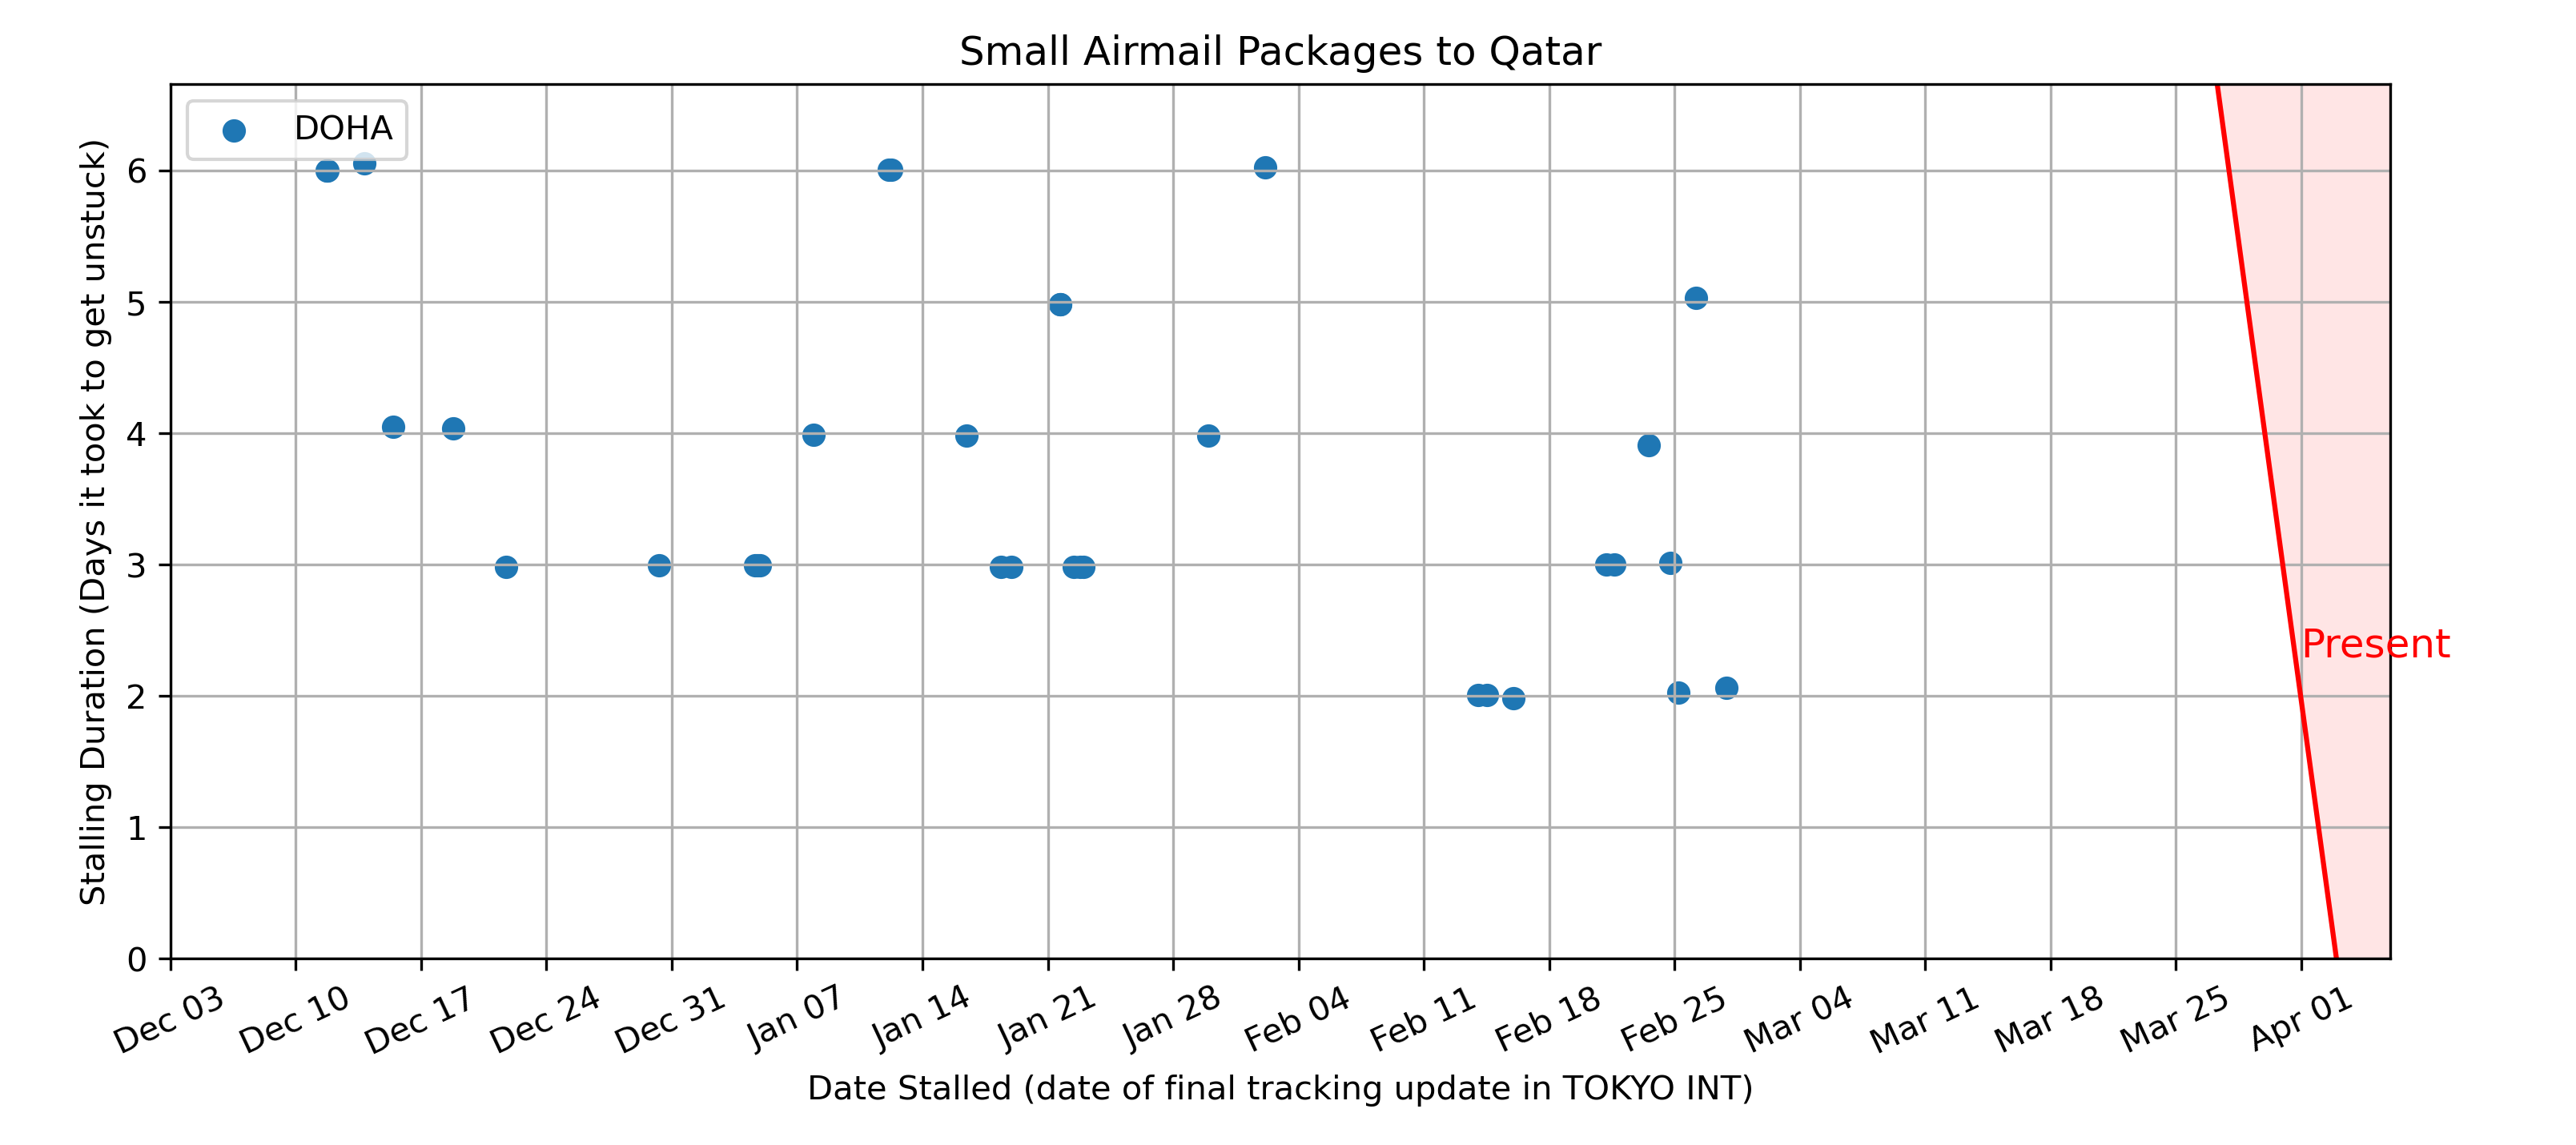 Small Airmail Packages to Qatar
DOHA
Stalling Duration (Days it took to get unstuck)
6
5
4
3
2
1
0
Present
Dec 03
Dec 10
Dec 17
Dec 24
Dec 31
Jan 07
Jan 14
Jan 21
Jan 28
Feb 04
Feb 11
Feb 18
Feb 25
Mar 04
Mar 11
Mar 18
Mar 25
Apr 01
Date Stalled (date of final tracking update in TOKYO INT)